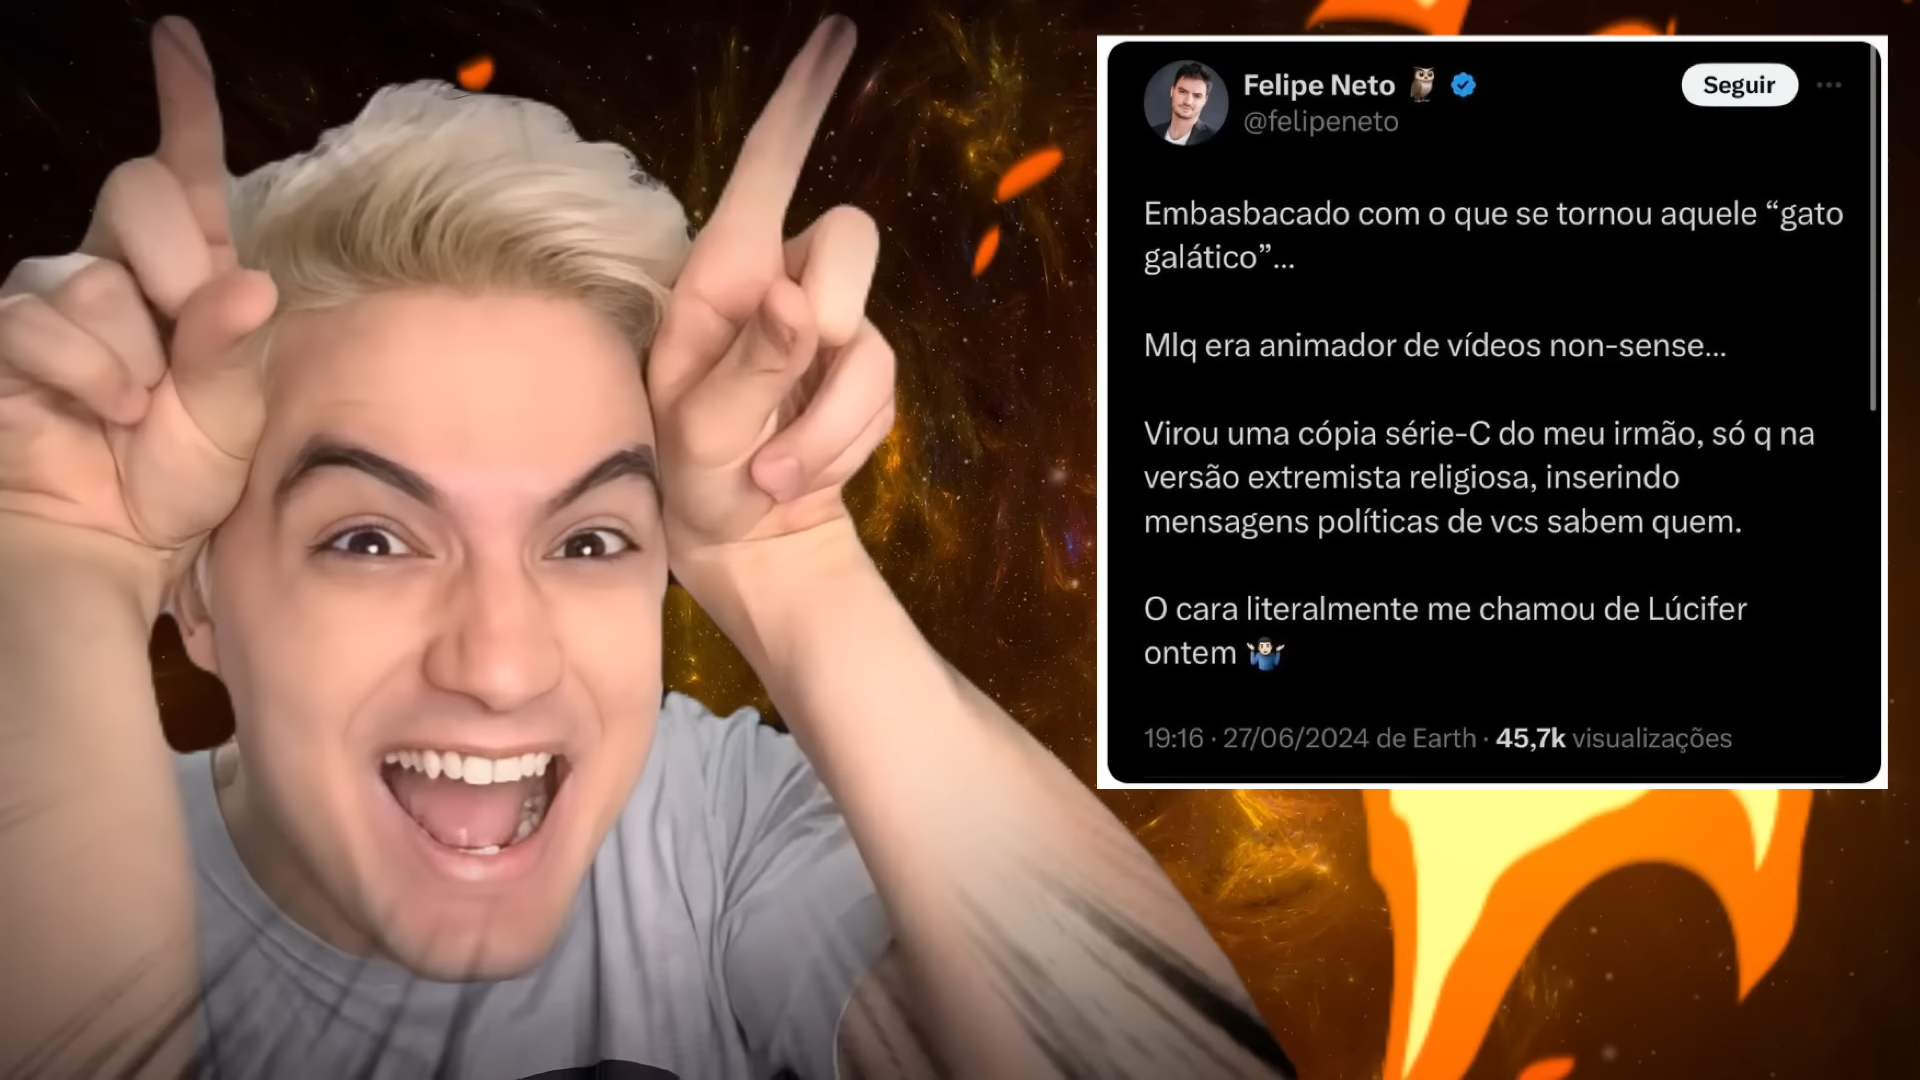 Felipe Neto
@felipeneto
Seguir
Embasbacado com o que se tornou aquele “gato
galático”...
Mlq era animador de vídeos non-sense...
Virou uma cópia série-C do meu irmão, só q na
versão extremista religiosa, inserindo
mensagens políticas de vcs sabem quem.
O cara literalmente me chamou de Lúcifer
ontem 🤷🏻‍♂️
19:16 · 27/06/2024 de Earth · 45,7k visualizações